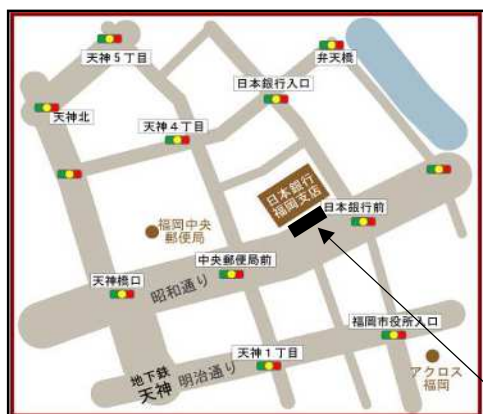 天神5丁目
弁天橋
日本銀行入口
天神北
天神4丁目
日本銀行
福岡支店
日本銀行前
福岡中央
郵便局
中央郵便局前
天神橋口
昭和通り
福岡市役所入口
天神1丁目
地下鉄
天神
明治通り
アクロス
福岡